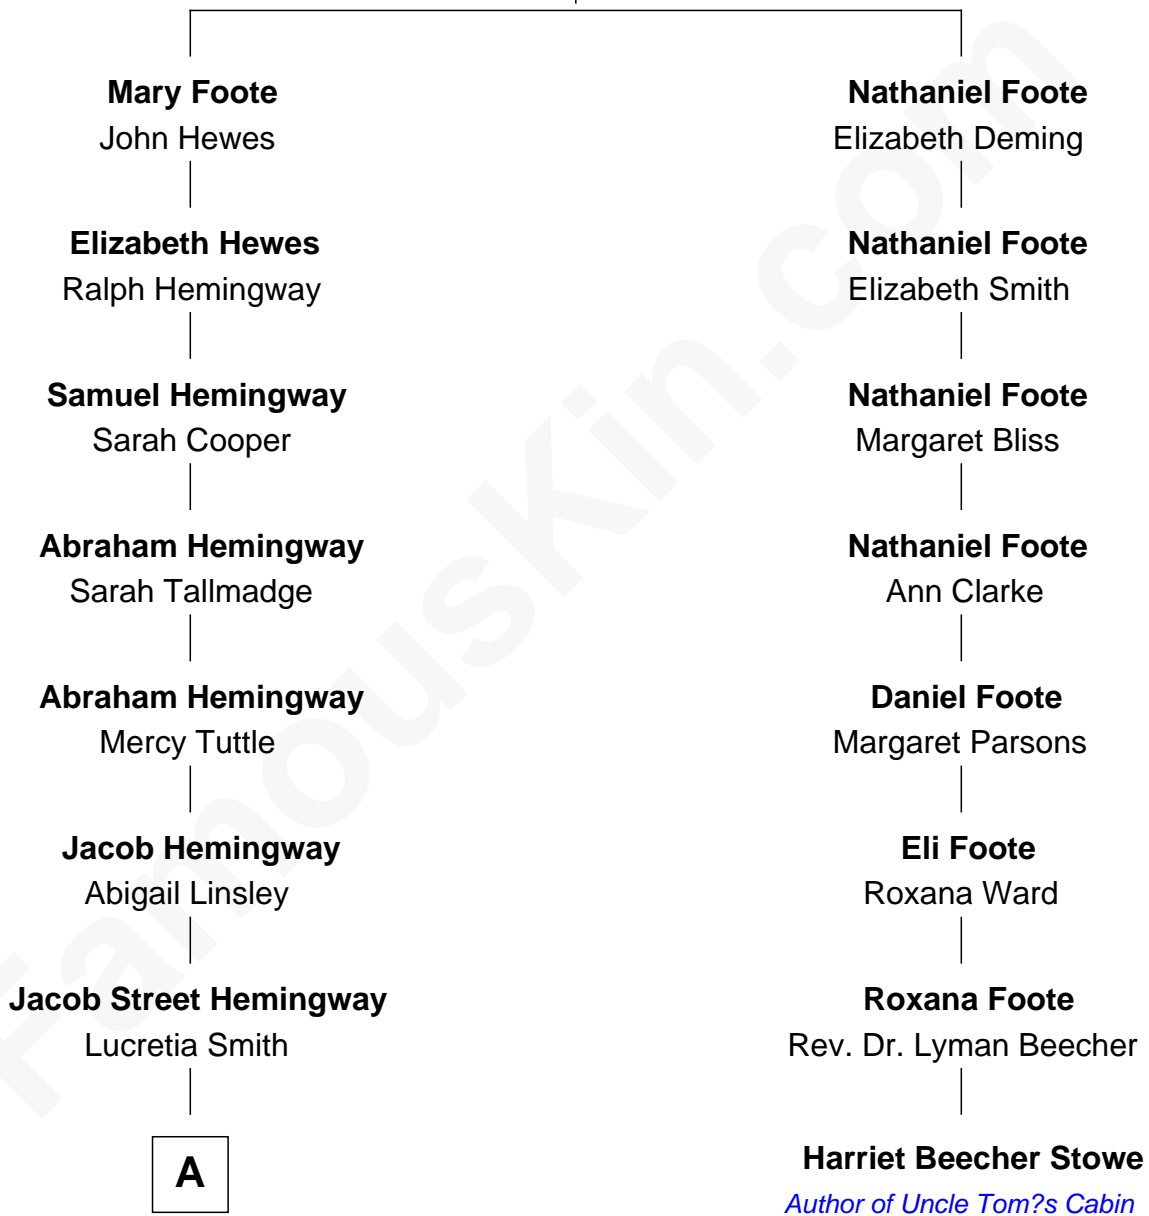 Mary Foote
John Hewes
Elizabeth Hewes
Ralph Hemingway
Samuel Hemingway
Sarah Cooper
Abraham Hemingway
Sarah Tallmadge
Abraham Hemingway
Mercy Tuttle
Jacob Hemingway
Abigail Linsley
Jacob Street Hemingway
Lucretia Smith
A
Nathaniel Foote
Elizabeth Deming
Nathaniel Foote
Elizabeth Smith
Nathaniel Foote
Margaret Bliss
Nathaniel Foote
Ann Clarke
Daniel Foote
Margaret Parsons
Eli Foote
Roxana Ward
Roxana Foote
Rev. Dr. Lyman Beecher
Harriet Beecher Stowe
Author of Uncle Tom?s Cabin
FamousKin.com